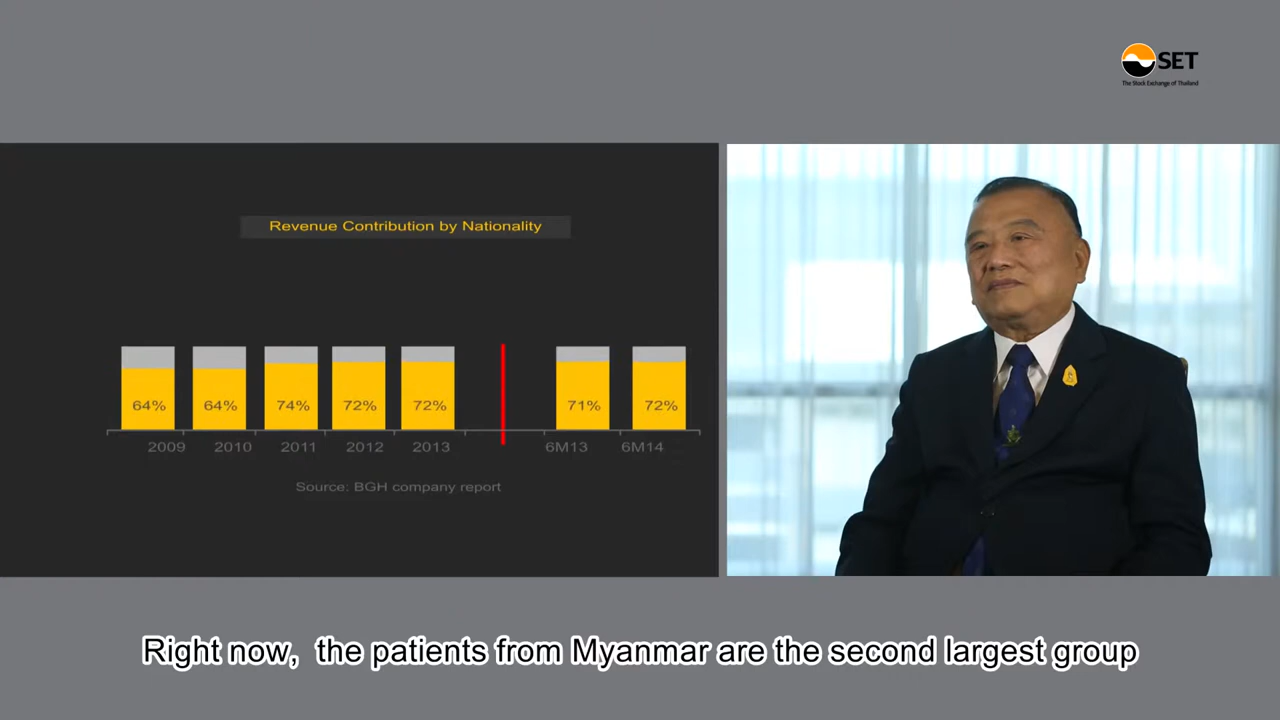 SET
The Stock Exchange of Thailand
Revenue Contribution by Nationality
64% 64% 74% 72% 72% 71% 72%
2009 2010 2011 2012 2013 6M13 6M14
Source: BGH company report
Right now, the patients from Myanmar are the second largest group